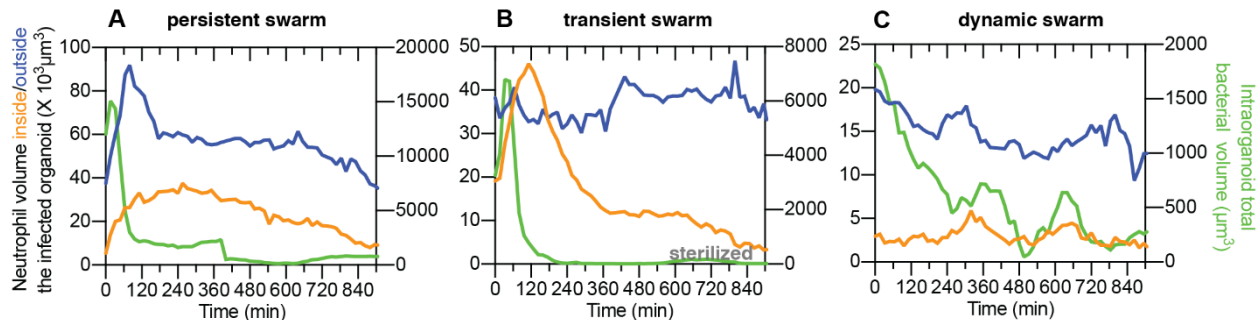 A persistent swarm
B transient swarm
C dynamic swarm
Neutrophil volume inside/outside
the infected organoid (X 10³µm³)
100
80
60
40
20
0
20000
15000
10000
5000
0
0 120 240 360 480 600 720 840
Time (min)
50
40
30
20
10
0
8000
6000
4000
2000
0
sterilized
0 120 240 360 480 600 720 840
Time (min)
25
20
15
10
5
0
2000
1500
1000
500
0
0 120 240 360 480 600 720 840
Time (min)
Intraorganoid total
bacterial volume (µm³)